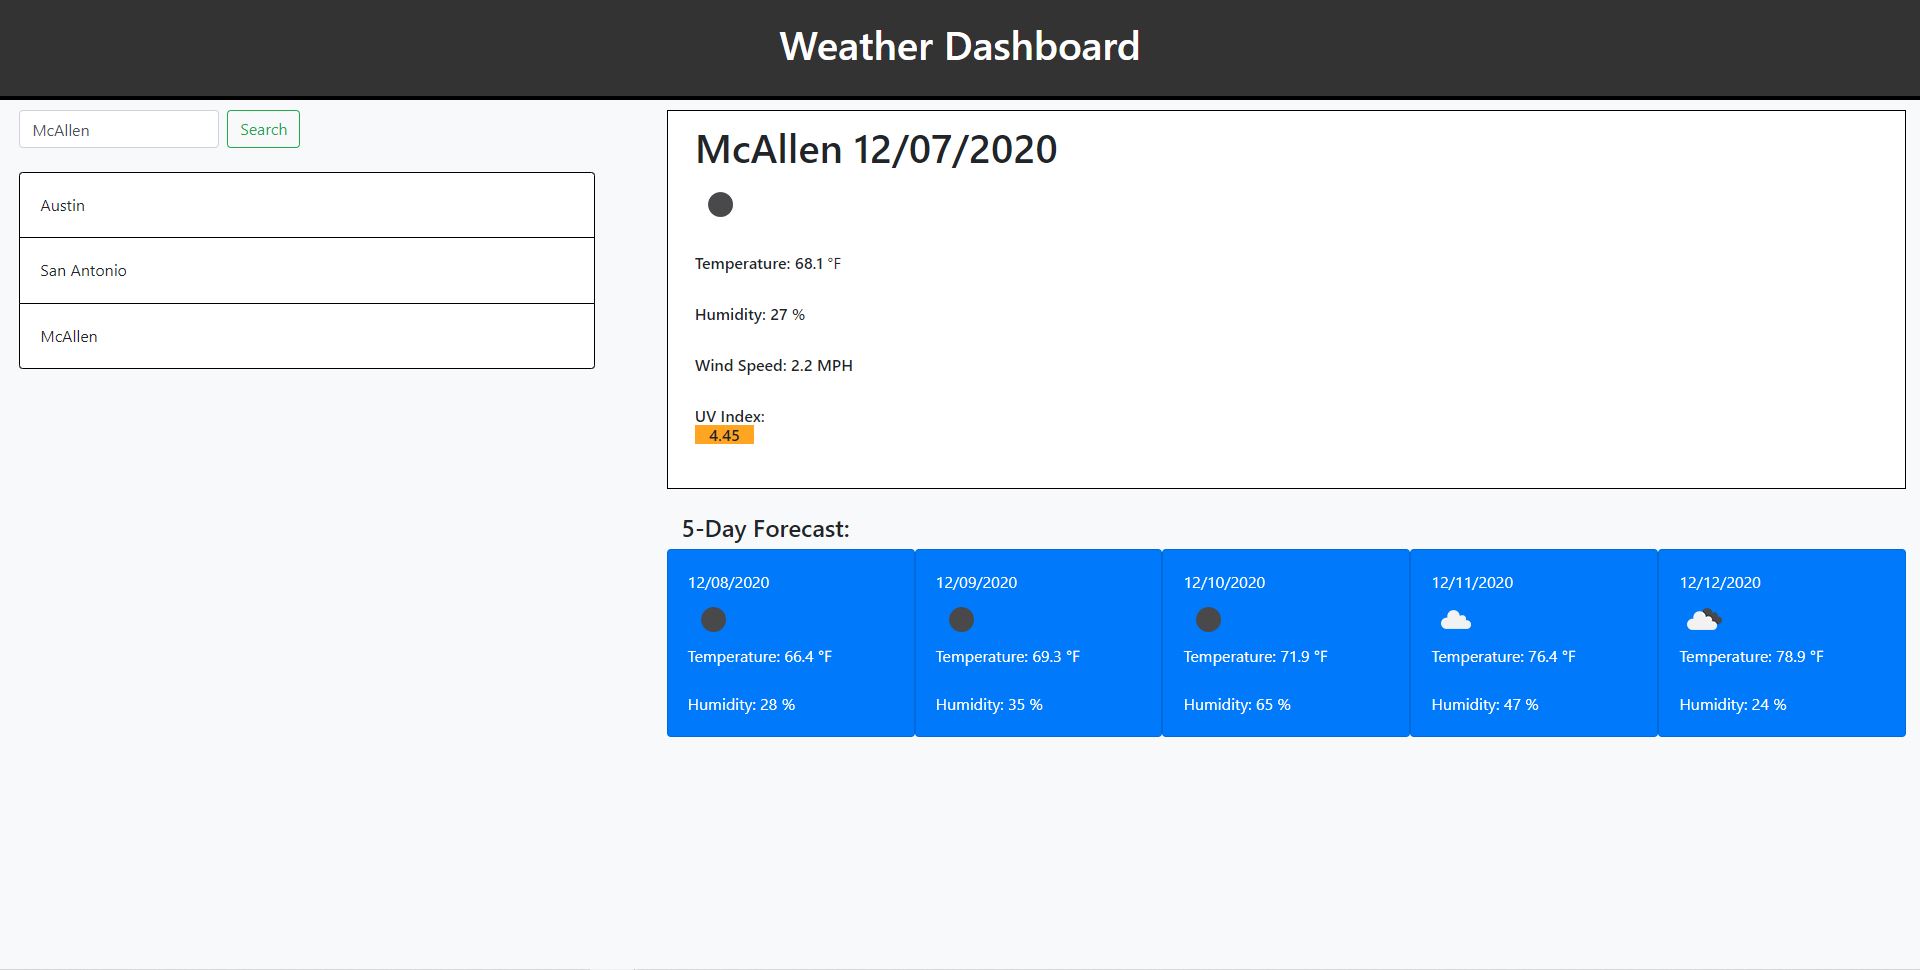 Weather Dashboard
McAllen
Search
Austin
San Antonio
McAllen
McAllen 12/07/2020
Temperature: 68.1 °F
Humidity: 27 %
Wind Speed: 2.2 MPH
UV Index:
4.45
5-Day Forecast:
12/08/2020
Temperature: 66.4 °F
Humidity: 28 %
12/09/2020
Temperature: 69.3 °F
Humidity: 35 %
12/10/2020
Temperature: 71.9 °F
Humidity: 65 %
12/11/2020
Temperature: 76.4 °F
Humidity: 47 %
12/12/2020
Temperature: 78.9 °F
Humidity: 24 %